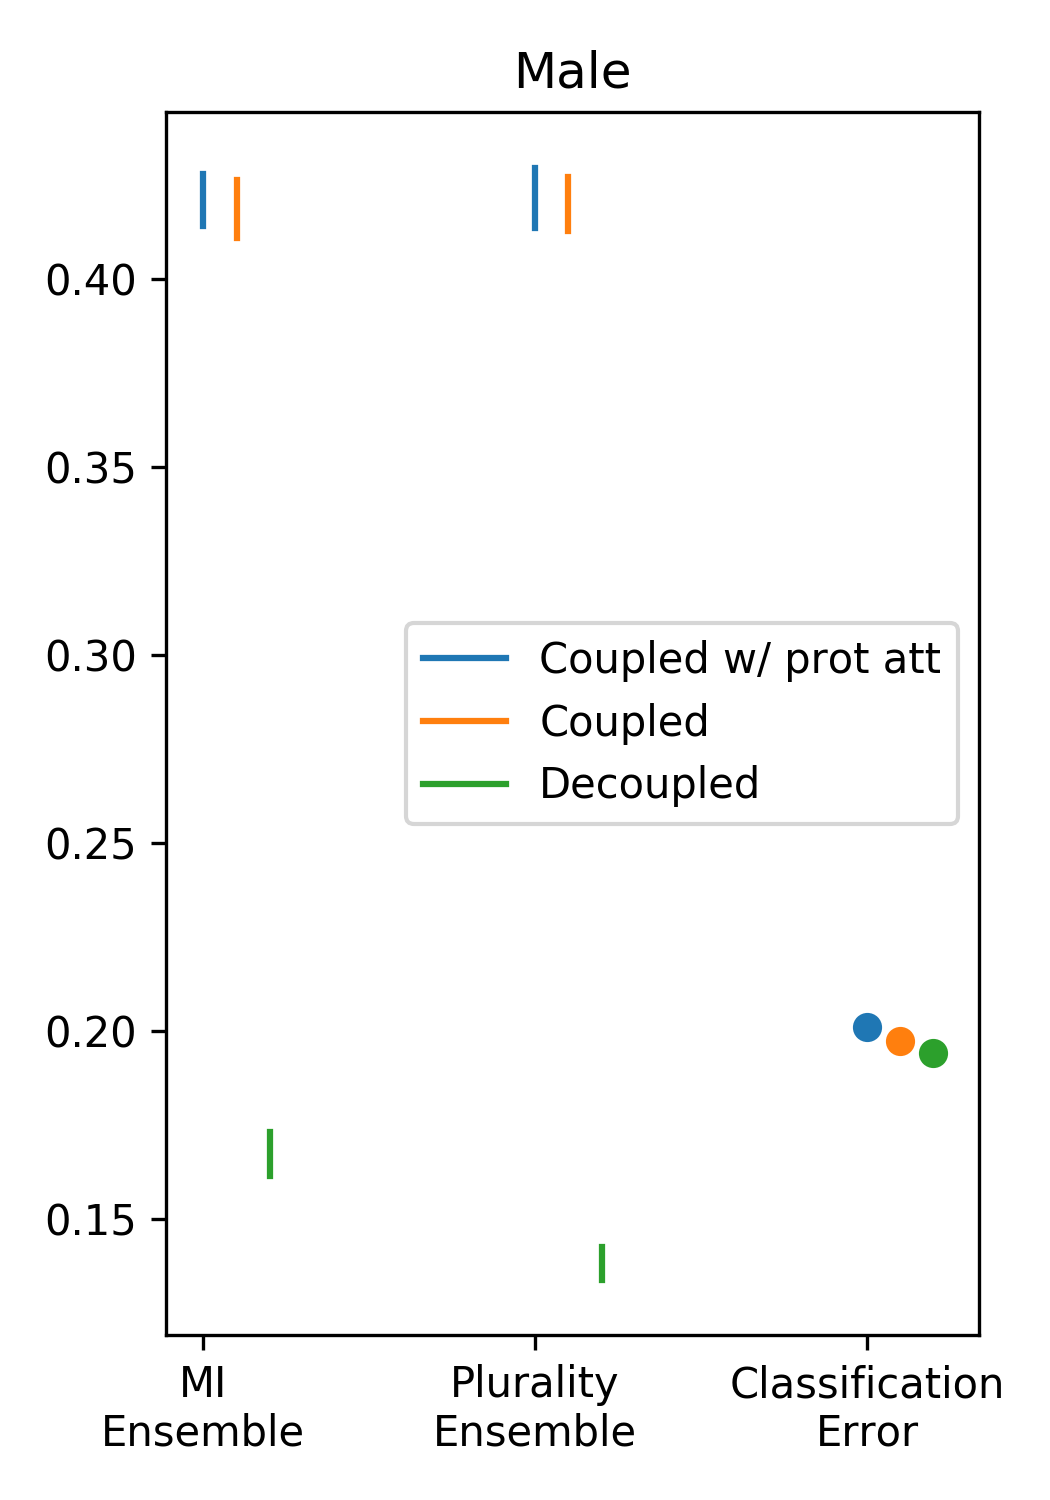 Male
0.40
0.35
0.30
0.25
0.20
0.15
Coupled w/ prot att
Coupled
Decoupled
MI
Ensemble
Plurality
Ensemble
Classification
Error